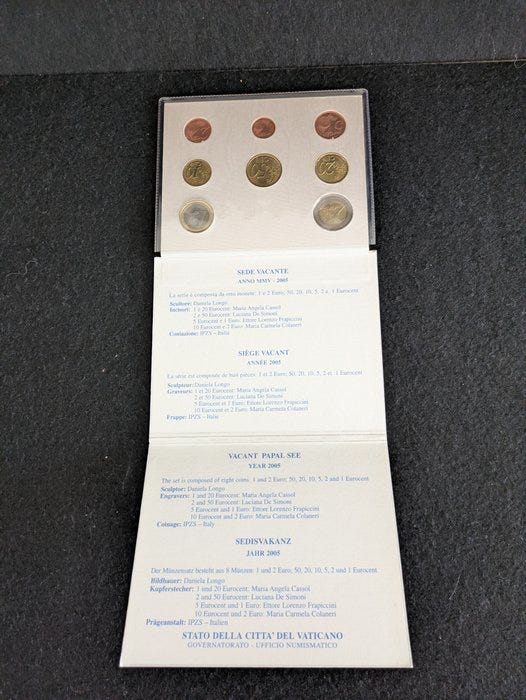 SEDE VACANTE
ANNO MMV - 2005
La serie è composta da otto monete: 1 e 2 Euro; 50, 20, 10, 5, 2 e 1 Eurocent
Scultore: Daniela Longo
Incisori: 1 e 20 Eurocent: Maria Angela Cassol
2 e 50 Eurocent: Luciana De Simoni
5 Eurocent e 1 Euro: Ettore Lorenzo Frapiccini
10 Eurocent e 2 Euro: Maria Carmela Colaneri
Coniazione: IPZS – Italia
SIÈGE VACANT
ANNÉE 2005
La série est composée de huit pièces: 1 et 2 Euro; 50, 20, 10, 5, 2 et 1 Eurocent
Sculpteur: Daniela Longo
Graveurs: 1 et 20 Eurocent: Maria Angela Cassol
2 et 50 Eurocent: Luciana De Simoni
5 Eurocent et 1 Euro: Ettore Lorenzo Frapiccini
10 Eurocent et 2 Euro: Maria Carmela Colaneri
Frappe: IPZS – Italie
VACANT PAPAL SEE
YEAR 2005
The set is composed of eight coins: 1 and 2 Euro; 50, 20, 10, 5, 2 and 1 Eurocent
Sculptor: Daniela Longo
Engravers: 1 and 20 Eurocent: Maria Angela Cassol
2 and 50 Eurocent: Luciana De Simoni
5 Eurocent and 1 Euro: Ettore Lorenzo Frapiccini
10 Eurocent and 2 Euro: Maria Carmela Colaneri
Coinage: IPZS – Italy
SEDISVAKANZ
JAHR 2005
Der Münzensatz besteht aus 8 Münzen: 1 und 2 Euro; 50, 20, 10, 5, 2 und 1 Eurocent
Bildhauer: Daniela Longo
Kupferstecher: 1 und 20 Eurocent: Maria Angela Cassol
2 und 50 Eurocent: Luciana De Simoni
5 Eurocent und 1 Euro: Ettore Lorenzo Frapiccini
10 Eurocent und 2 Euro: Maria Carmela Colaneri
Prägeanstalt: IPZS – Italien
STATO DELLA CITTA' DEL VATICANO
GOVERNATORATO - UFFICIO NUMISMATICO